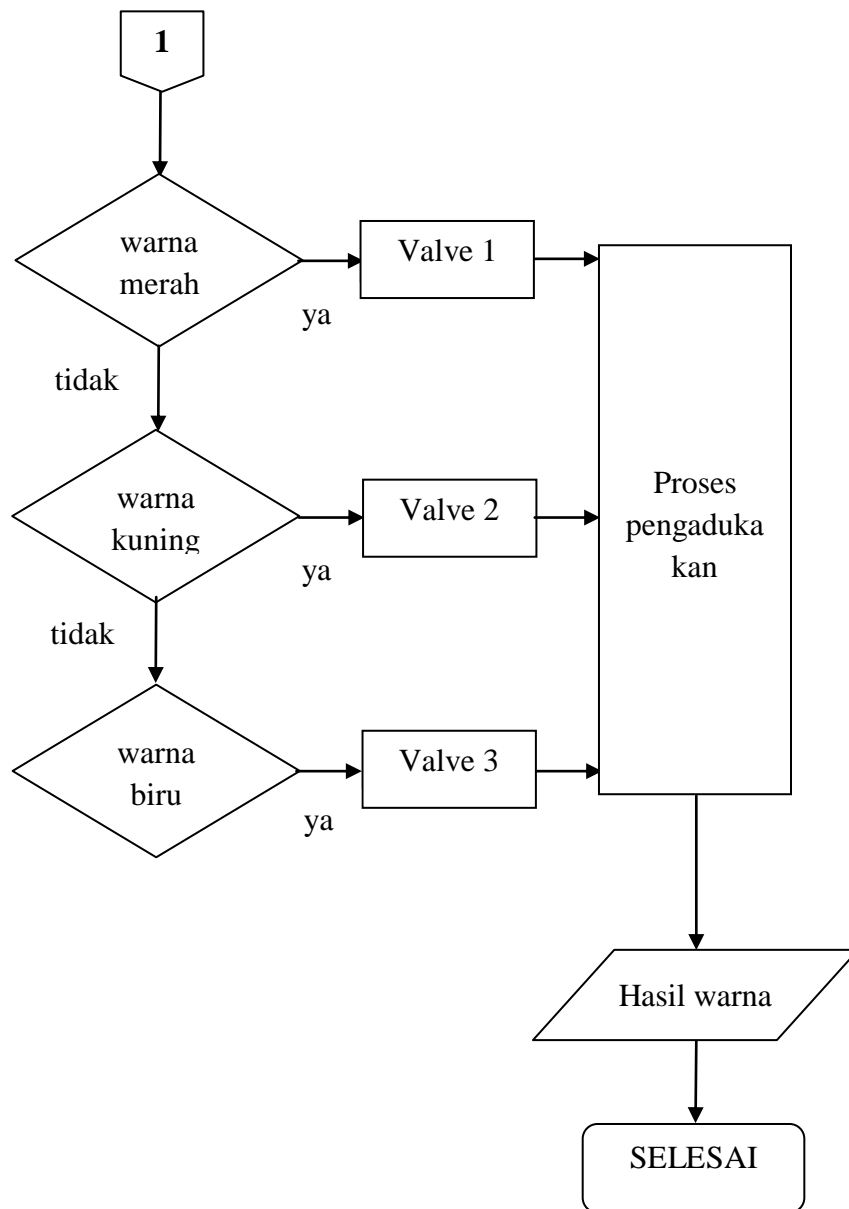 1
warna
merah
Valve 1
ya
tidak
warna
kuning
Valve 2
ya
Proses
pengaduka
kan
tidak
warna
biru
Valve 3
ya
Hasil warna
SELESAI